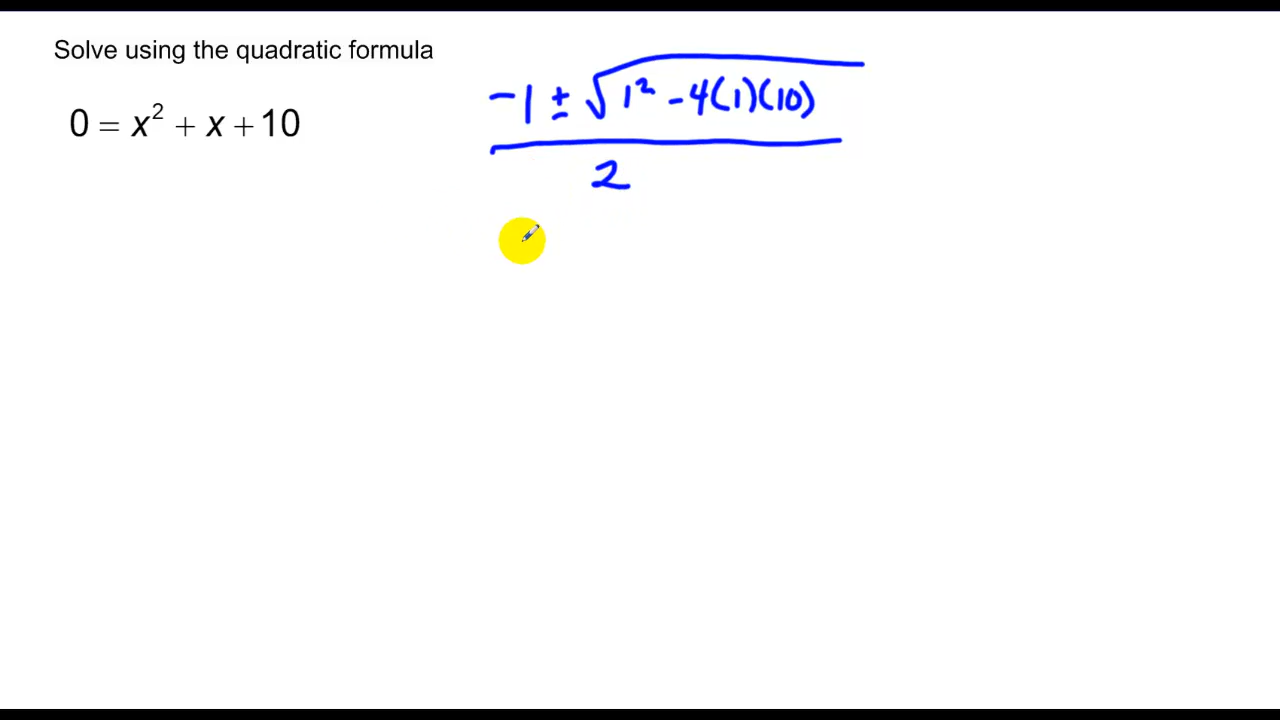 Solve using the quadratic formula
0 = x² + x + 10
-1 ± √1² - 4(1)(10)
2